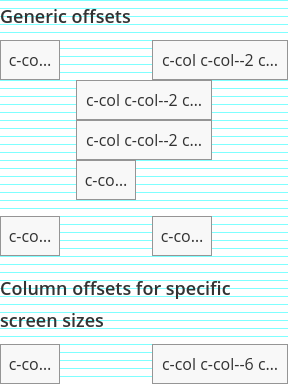 Generic offsets
c-co... c-col c-col--2 c...
c-col c-col--2 c...
c-col c-col--2 c...
c-co...
c-co... c-co...
Column offsets for specific
screen sizes
c-co... c-col c-col--6 c...